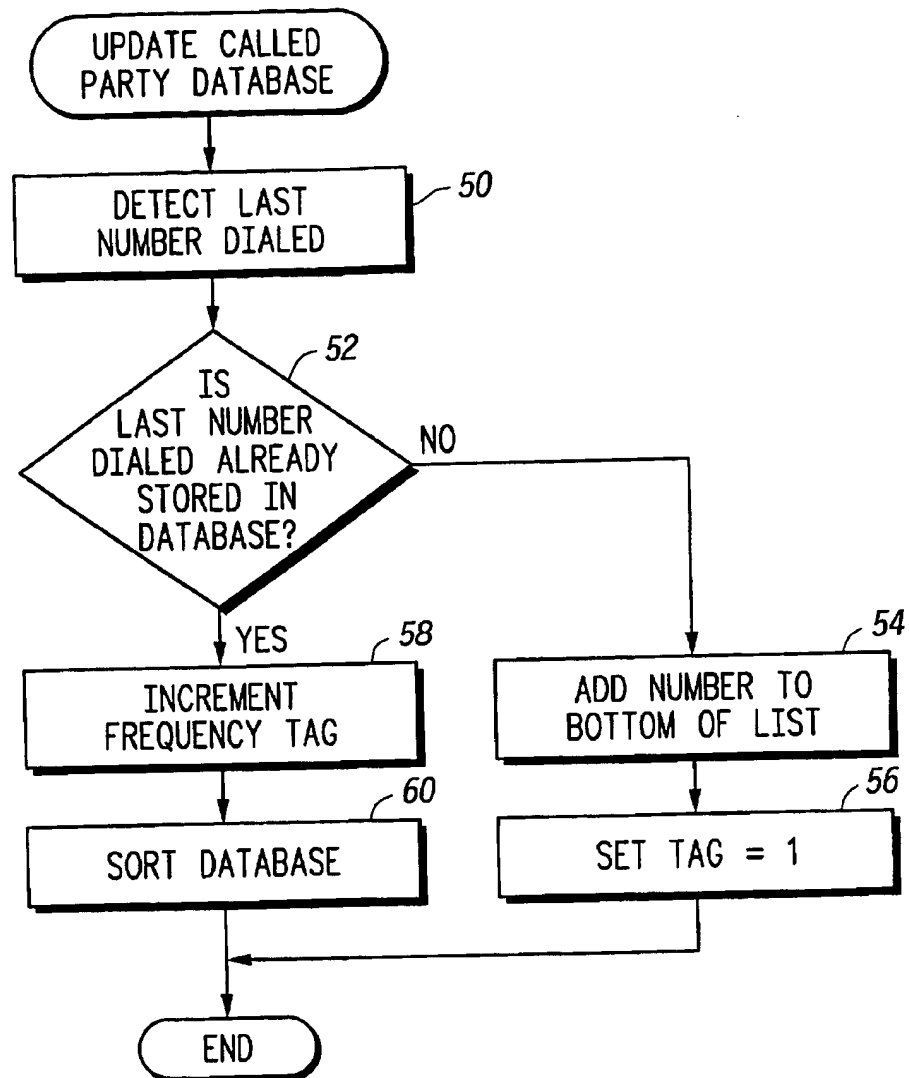 UPDATE CALLED
PARTY DATABASE
50
DETECT LAST
NUMBER DIALED
52
IS
LAST NUMBER
DIALED ALREADY
STORED IN
DATABASE?
NO
YES
58
INCREMENT
FREQUENCY TAG
54
ADD NUMBER TO
BOTTOM OF LIST
60
SORT DATABASE
56
SET TAG = 1
END